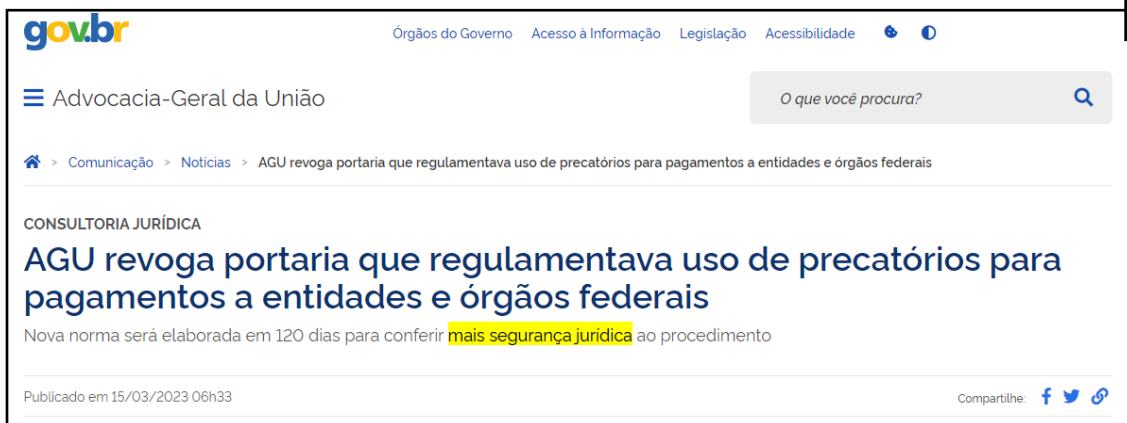 gov.br
Órgãos do Governo Acesso à Informação Legislação Acessibilidade
Advocacia-Geral da União
O que você procura?
> Comunicação > Notícias > AGU revoga portaria que regulamentava uso de precatórios para pagamentos a entidades e órgãos federais
CONSULTORIA JURÍDICA
AGU revoga portaria que regulamentava uso de precatórios para
pagamentos a entidades e órgãos federais
Nova norma será elaborada em 120 dias para conferir mais segurança jurídica ao procedimento
Publicado em 15/03/2023 06h33
Compartilhe: